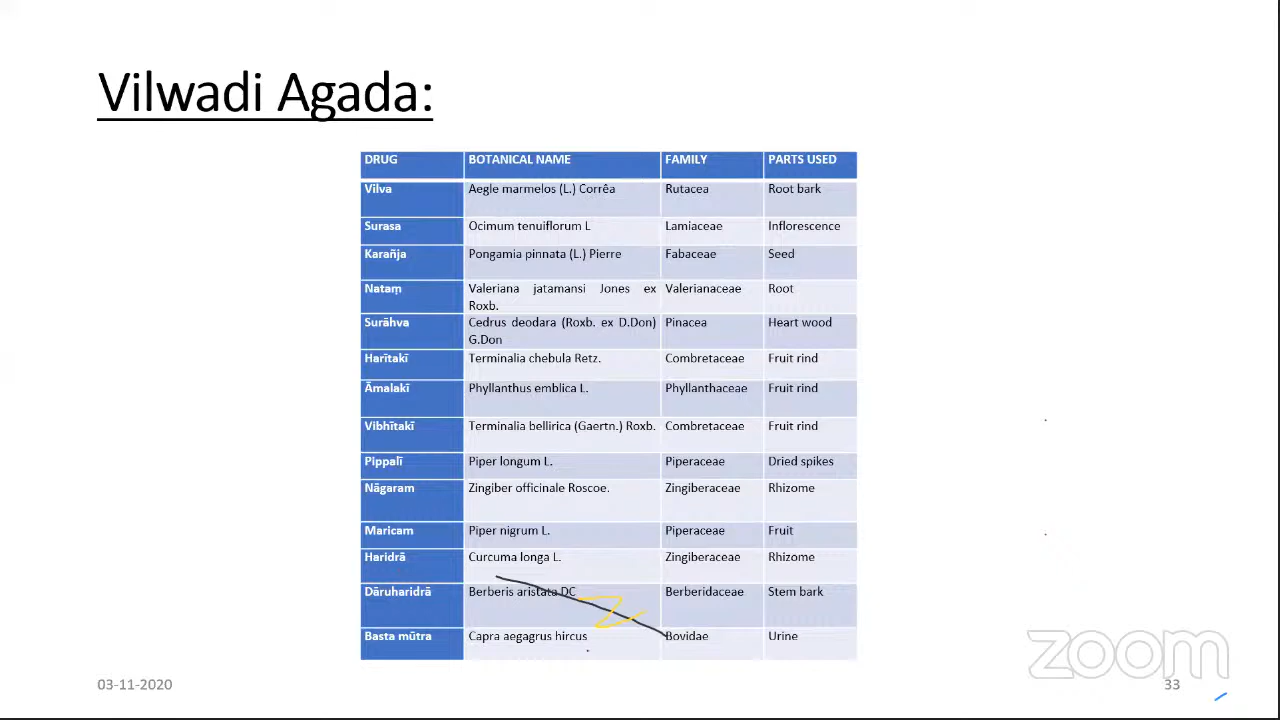 Vilwadi Agada:
DRUG BOTANICAL NAME FAMILY PARTS USED
Vilva Aegle marmelos (L.) Corrêa Rutacea Root bark
Surasa Ocimum tenuiflorum L Lamiaceae Inflorescence
Karañja Pongamia pinnata (L.) Pierre Fabaceae Seed
Nataṃ Valeriana jatamansi Jones ex Valerianaceae Root
Roxb.
Surāhva Cedrus deodara (Roxb. ex D.Don) Pinacea Heart wood
G.Don
Harītakī Terminalia chebula Retz. Combretaceae Fruit rind
Āmalakī Phyllanthus emblica L. Phyllanthaceae Fruit rind
Vibhītakī Terminalia bellirica (Gaertn.) Roxb. Combretaceae Fruit rind
Pippalī Piper longum L. Piperaceae Dried spikes
Nāgaram Zingiber officinale Roscoe. Zingiberaceae Rhizome
Maricam Piper nigrum L. Piperaceae Fruit
Haridrā Curcuma longa L. Zingiberaceae Rhizome
Dāruharidrā Berberis aristata DC Berberidaceae Stem bark
Basta mūtra Capra aegagrus hircus Bovidae Urine
zoom
03-11-2020 33